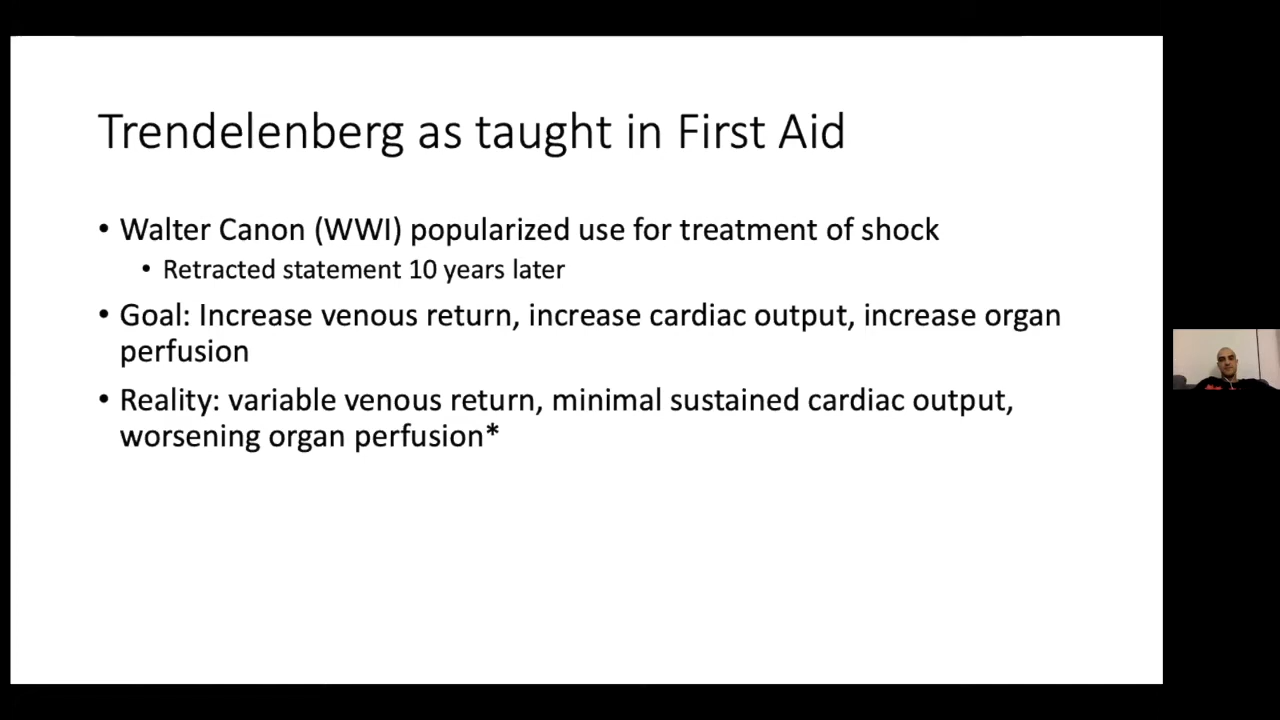 Trendelenberg as taught in First Aid
• Walter Canon (WWI) popularized use for treatment of shock
• Retracted statement 10 years later
• Goal: Increase venous return, increase cardiac output, increase organ
perfusion
• Reality: variable venous return, minimal sustained cardiac output,
worsening organ perfusion*